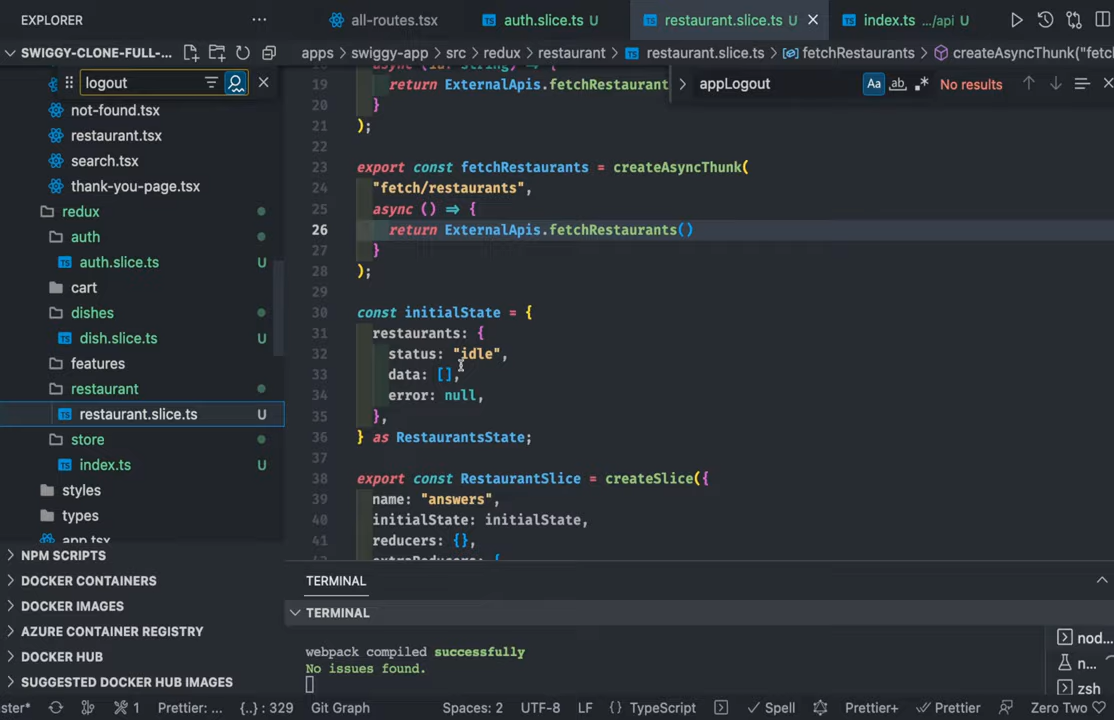 EXPLORER
all-routes.tsx
auth.slice.ts U
restaurant.slice.ts U
index.ts .../api
SWIGGY-CLONE-FULL-...
apps > swiggy-app > src > redux > restaurant > restaurant.slice.ts > fetchRestaurants > createAsyncThunk("fetc
logout
appLogout
Aa
ab
No results
not-found.tsx
restaurant.tsx
search.tsx
thank-you-page.tsx
redux
auth
auth.slice.ts U
cart
dishes
dish.slice.ts U
features
restaurant
restaurant.slice.ts U
store
index.ts U
styles
types
app.tsx
NPM SCRIPTS
DOCKER CONTAINERS
DOCKER IMAGES
AZURE CONTAINER REGISTRY
DOCKER HUB
SUGGESTED DOCKER HUB IMAGES
19 return ExternalApis.fetchRestaurant
20 }
21 );
22
23 export const fetchRestaurants = createAsyncThunk(
24 "fetch/restaurants",
25 async () => {
26 return ExternalApis.fetchRestaurants()
27 }
28 );
29
30 const initialState = {
31 restaurants: {
32 status: "idle",
33 data: [],
34 error: null,
35 },
36 } as RestaurantsState;
37
38 export const RestaurantSlice = createSlice({
39 name: "answers",
40 initialState: initialState,
41 reducers: {},
TERMINAL
TERMINAL
webpack compiled successfully
No issues found.
nod...
n...
zsh
ster* 1 Prettier: ... {..} : 329 Git Graph Spaces: 2 UTF-8 LF {} TypeScript Spell Prettier+ Prettier Zero Two